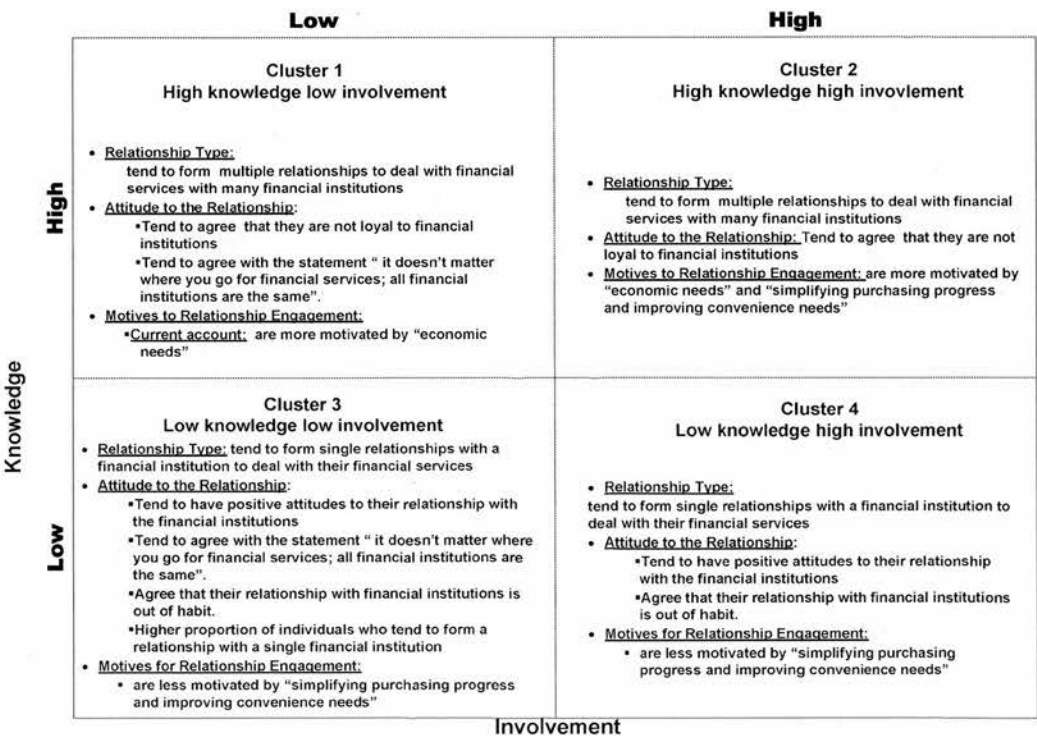 Low
High
Cluster 1
High knowledge low involvement
• Relationship Type:
tend to form multiple relationships to deal with financial
services with many financial institutions
• Attitude to the Relationship:
▪Tend to agree that they are not loyal to financial
institutions
▪Tend to agree with the statement “ it doesn't matter
where you go for financial services; all financial
institutions are the same”.
• Motives to Relationship Engagement:
▪Current account: are more motivated by “economic
needs”
Cluster 2
High knowledge high invovlement
• Relationship Type:
tend to form multiple relationships to deal with financial
services with many financial institutions
• Attitude to the Relationship: Tend to agree that they are not
loyal to financial institutions
• Motives to Relationship Engagement: are more motivated by
“economic needs” and “simplifying purchasing progress
and improving convenience needs”
High
Knowledge
Low
Cluster 3
Low knowledge low involvement
• Relationship Type: tend to form single relationships with a
financial institution to deal with their financial services
• Attitude to the Relationship:
▪Tend to have positive attitudes to their relationship with
the financial institutions
▪Tend to agree with the statement “ it doesn't matter where
you go for financial services; all financial institutions are
the same”.
▪Agree that their relationship with financial institutions is
out of habit.
▪Higher proportion of individuals who tend to form a
relationship with a single financial institution
• Motives for Relationship Engagement:
▪ are less motivated by “simplifying purchasing progress
and improving convenience needs”
Cluster 4
Low knowledge high involvement
• Relationship Type:
tend to form single relationships with a financial institution to
deal with their financial services
• Attitude to the Relationship:
▪Tend to have positive attitudes to their relationship
with the financial institutions
▪Agree that their relationship with financial institutions
is out of habit.
• Motives for Relationship Engagement:
▪ are less motivated by “simplifying purchasing
progress and improving convenience needs”
Involvement